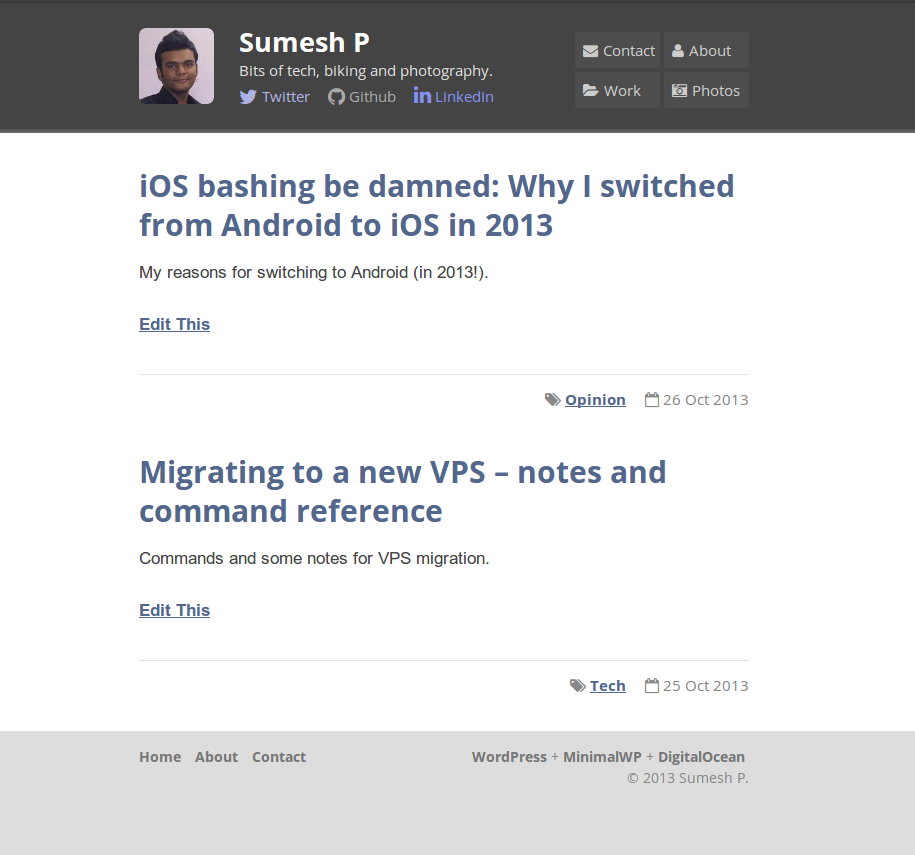 Sumesh P
Bits of tech, biking and photography.
Twitter Github LinkedIn
Contact About
Work Photos
iOS bashing be damned: Why I switched
from Android to iOS in 2013
My reasons for switching to Android (in 2013!).
Edit This
Opinion 26 Oct 2013
Migrating to a new VPS – notes and
command reference
Commands and some notes for VPS migration.
Edit This
Tech 25 Oct 2013
Home About Contact
WordPress + MinimalWP + DigitalOcean
© 2013 Sumesh P.